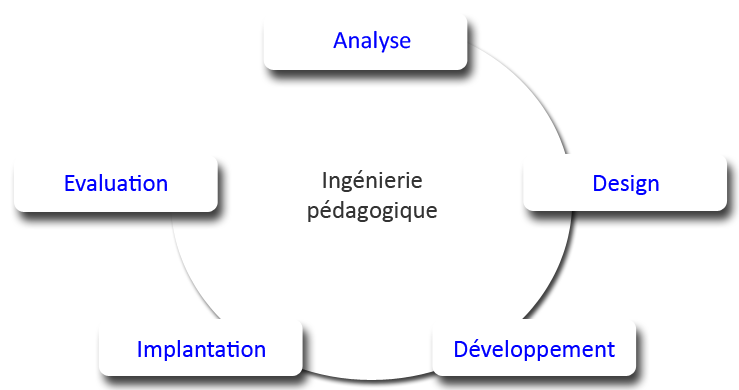 Analyse
Evaluation
Ingénierie
pédagogique
Design
Implantation
Développement